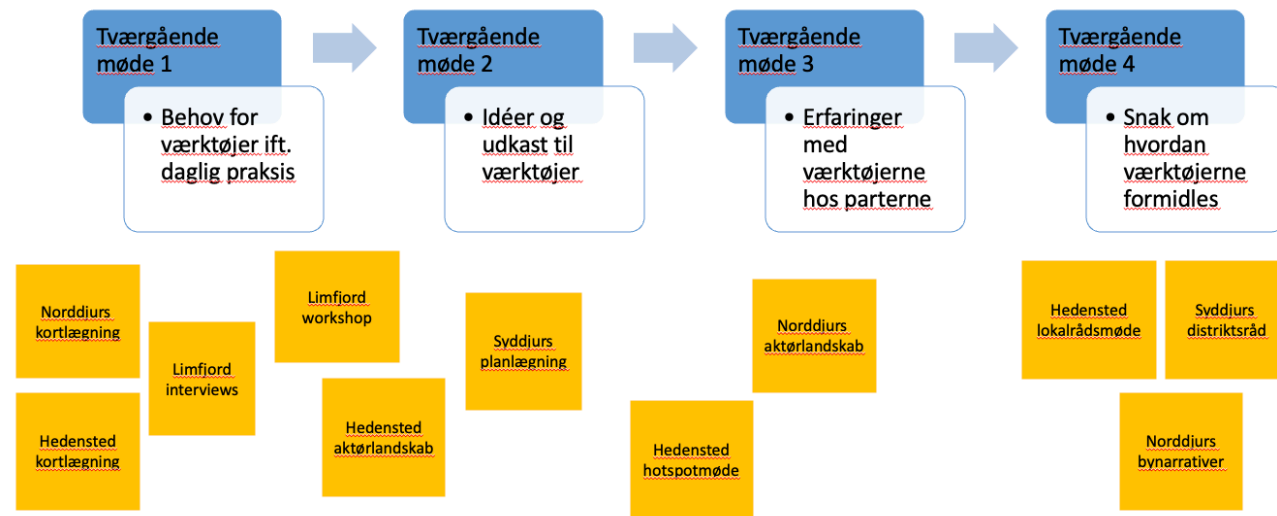 Tværgående
møde 1
• Behov for
værktøjer ift.
daglig praksis
Tværgående
møde 2
• Idéer og
udkast til
værktøjer
Tværgående
møde 3
• Erfaringer
med
værktøjerne
hos parterne
Tværgående
møde 4
• Snak om
hvordan
værktøjerne
formidles
Norddjurs
kortlægning
Hedensted
kortlægning
Limfjord
interviews
Limfjord
workshop
Hedensted
aktørlandskab
Syddjurs
planlægning
Hedensted
hotspotmøde
Norddjurs
aktørlandskab
Hedensted
lokalrådsmøde
Syddjurs
distriktsråd
Norddjurs
bynarrativer